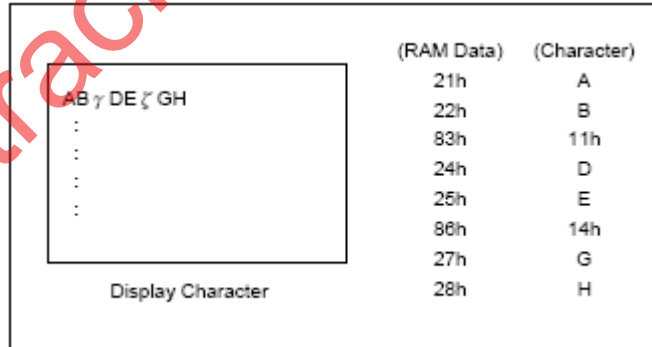 (RAM Data) (Character)
21h A
AB γ DE ζ GH
22h B
:
83h 11h
:
24h D
:
25h E
:
86h 14h
27h G
Display Character
28h H